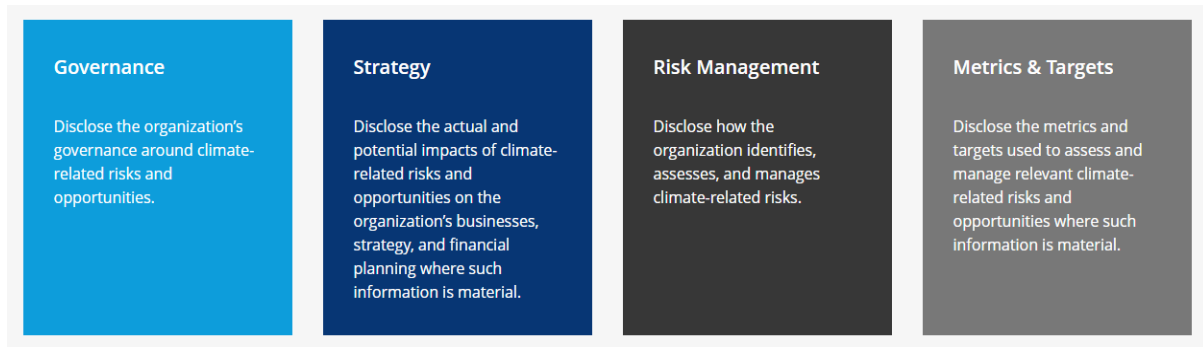 Governance
Disclose the organization's
governance around climate-
related risks and
opportunities.
Strategy
Disclose the actual and
potential impacts of climate-
related risks and
opportunities on the
organization's businesses,
strategy, and financial
planning where such
information is material.
Risk Management
Disclose how the
organization identifies,
assesses, and manages
climate-related risks.
Metrics & Targets
Disclose the metrics and
targets used to assess and
manage relevant climate-
related risks and
opportunities where such
information is material.